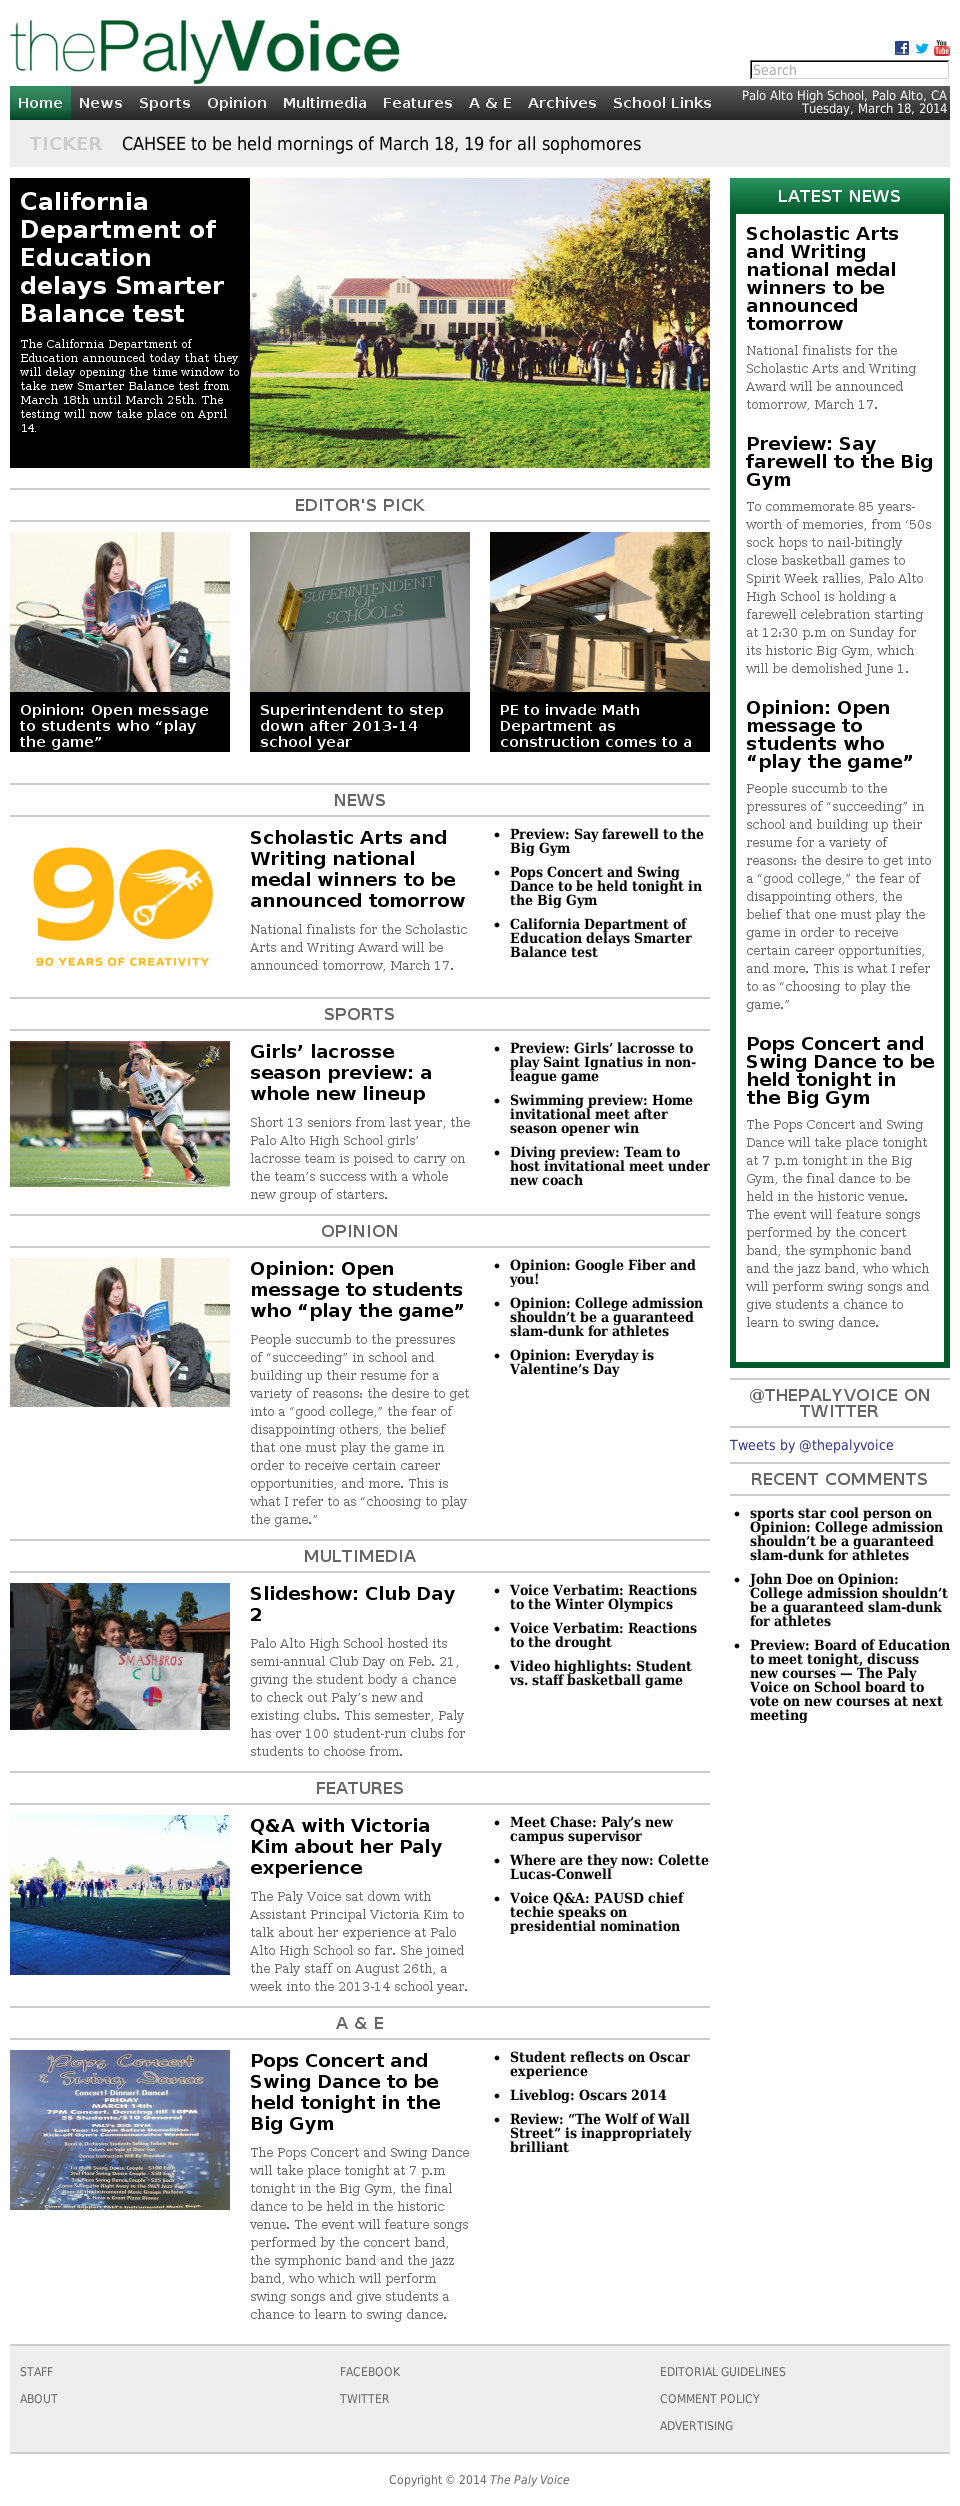 thePalyVoice
Search
Home News Sports Opinion Multimedia Features A & E Archives School Links
Palo Alto High School, Palo Alto, CA
Tuesday, March 18, 2014
TICKER CAHSEE to be held mornings of March 18, 19 for all sophomores
California
Department of
Education
delays Smarter
Balance test
The California Department of
Education announced today that they
will delay opening the time window to
take new Smarter Balance test from
March 18th until March 25th. The
testing will now take place on April
14.
EDITOR'S PICK
SUPERINTENDENT
OF
SCHOOLS
Opinion: Open message
to students who “play
the game”
Superintendent to step
down after 2013-14
school year
PE to invade Math
Department as
construction comes to a
NEWS
90
90 YEARS OF CREATIVITY
Scholastic Arts and
Writing national
medal winners to be
announced tomorrow
National finalists for the Scholastic
Arts and Writing Award will be
announced tomorrow, March 17.
Preview: Say farewell to the
Big Gym
Pops Concert and Swing
Dance to be held tonight in
the Big Gym
California Department of
Education delays Smarter
Balance test
SPORTS
23
Girls’ lacrosse
season preview: a
whole new lineup
Short 13 seniors from last year, the
Palo Alto High School girls’
lacrosse team is poised to carry on
the team’s success with a whole
new group of starters.
Preview: Girls’ lacrosse to
play Saint Ignatius in non-
league game
Swimming preview: Home
invitational meet after
season opener win
Diving preview: Team to
host invitational meet under
new coach
OPINION
Opinion: Open
message to students
who “play the game”
People succumb to the pressures
of “succeeding” in school and
building up their resume for a
variety of reasons: the desire to get
into a “good college,” the fear of
disappointing others, the belief
that one must play the game in
order to receive certain career
opportunities, and more. This is
what I refer to as “choosing to play
the game.”
Opinion: Google Fiber and
you!
Opinion: College admission
shouldn’t be a guaranteed
slam-dunk for athletes
Opinion: Everyday is
Valentine’s Day
MULTIMEDIA
SMASH BROS
CU
Slideshow: Club Day
2
Palo Alto High School hosted its
semi-annual Club Day on Feb. 21,
giving the student body a chance
to check out Paly’s new and
existing clubs. This semester, Paly
has over 100 student-run clubs for
students to choose from.
Voice Verbatim: Reactions
to the Winter Olympics
Voice Verbatim: Reactions
to the drought
Video highlights: Student
vs. staff basketball game
FEATURES
Q&A with Victoria
Kim about her Paly
experience
The Paly Voice sat down with
Assistant Principal Victoria Kim to
talk about her experience at Palo
Alto High School so far. She joined
the Paly staff on August 26th, a
week into the 2013-14 school year.
Meet Chase: Paly’s new
campus supervisor
Where are they now: Colette
Lucas-Conwell
Voice Q&A: PAUSD chief
techie speaks on
presidential nomination
A & E
Pops Concert
& Swing Dance
Concert! Dinner! Dance!
FRIDAY
MARCH 14th
7PM Concert, Dancing till 10PM
$5 Students/$10 General
PALY's BIG GYM
Last Year in Gym Before Demolition
Kick-off Gym's Commemorative Weekend
Pops Concert and
Swing Dance to be
held tonight in the
Big Gym
The Pops Concert and Swing Dance
will take place tonight at 7 p.m
tonight in the Big Gym, the final
dance to be held in the historic
venue. The event will feature songs
performed by the concert band,
the symphonic band and the jazz
band, who which will perform
swing songs and give students a
chance to learn to swing dance.
Student reflects on Oscar
experience
Liveblog: Oscars 2014
Review: “The Wolf of Wall
Street” is inappropriately
brilliant
LATEST NEWS
Scholastic Arts
and Writing
national medal
winners to be
announced
tomorrow
National finalists for the
Scholastic Arts and Writing
Award will be announced
tomorrow, March 17.
Preview: Say
farewell to the Big
Gym
To commemorate 85 years-
worth of memories, from ‘50s
sock hops to nail-bitingly
close basketball games to
Spirit Week rallies, Palo Alto
High School is holding a
farewell celebration starting
at 12:30 p.m on Sunday for
its historic Big Gym, which
will be demolished June 1.
Opinion: Open
message to
students who
“play the game”
People succumb to the
pressures of “succeeding” in
school and building up their
resume for a variety of
reasons: the desire to get into
a “good college,” the fear of
disappointing others, the
belief that one must play the
game in order to receive
certain career opportunities,
and more. This is what I refer
to as “choosing to play the
game.”
Pops Concert and
Swing Dance to be
held tonight in
the Big Gym
The Pops Concert and Swing
Dance will take place tonight
at 7 p.m tonight in the Big
Gym, the final dance to be
held in the historic venue.
The event will feature songs
performed by the concert
band, the symphonic band
and the jazz band, who which
will perform swing songs and
give students a chance to
learn to swing dance.
@THEPALYVOICE ON
TWITTER
Tweets by @thepalyvoice
RECENT COMMENTS
sports star cool person on
Opinion: College admission
shouldn’t be a guaranteed
slam-dunk for athletes
John Doe on Opinion:
College admission shouldn’t
be a guaranteed slam-dunk
for athletes
Preview: Board of Education
to meet tonight, discuss
new courses — The Paly
Voice on School board to
vote on new courses at next
meeting
STAFF
ABOUT
FACEBOOK
TWITTER
EDITORIAL GUIDELINES
COMMENT POLICY
ADVERTISING
Copyright © 2014 The Paly Voice